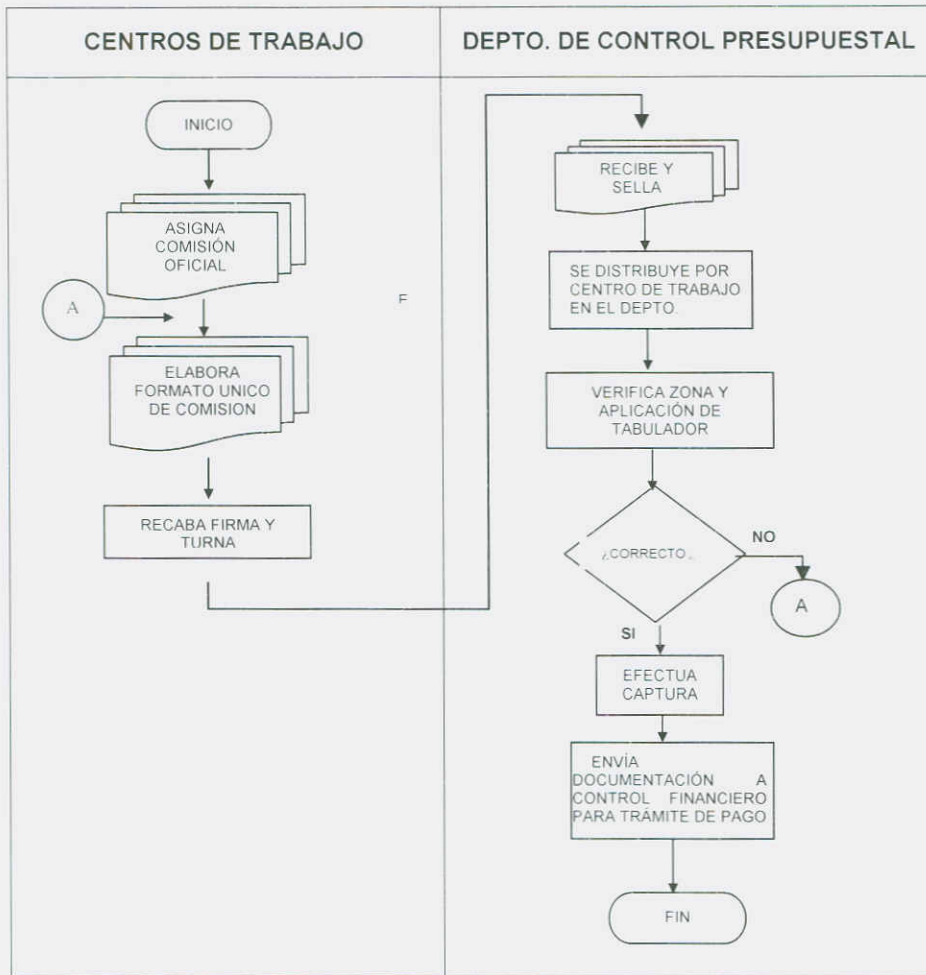 CENTROS DE TRABAJO
DEPTO. DE CONTROL PRESUPUESTAL
INICIO
ASIGNA
COMISIÓN
OFICIAL
A
F
ELABORA
FORMATO UNICO
DE COMISION
RECABA FIRMA Y
TURNA
RECIBE Y
SELLA
SE DISTRIBUYE POR
CENTRO DE TRABAJO
EN EL DEPTO.
VERIFICA ZONA Y
APLICACIÓN DE
TABULADOR
¿CORRECTO
NO
A
SI
EFECTUA
CAPTURA
ENVÍA
DOCUMENTACIÓN A
CONTROL FINANCIERO
PARA TRÁMITE DE PAGO
FIN